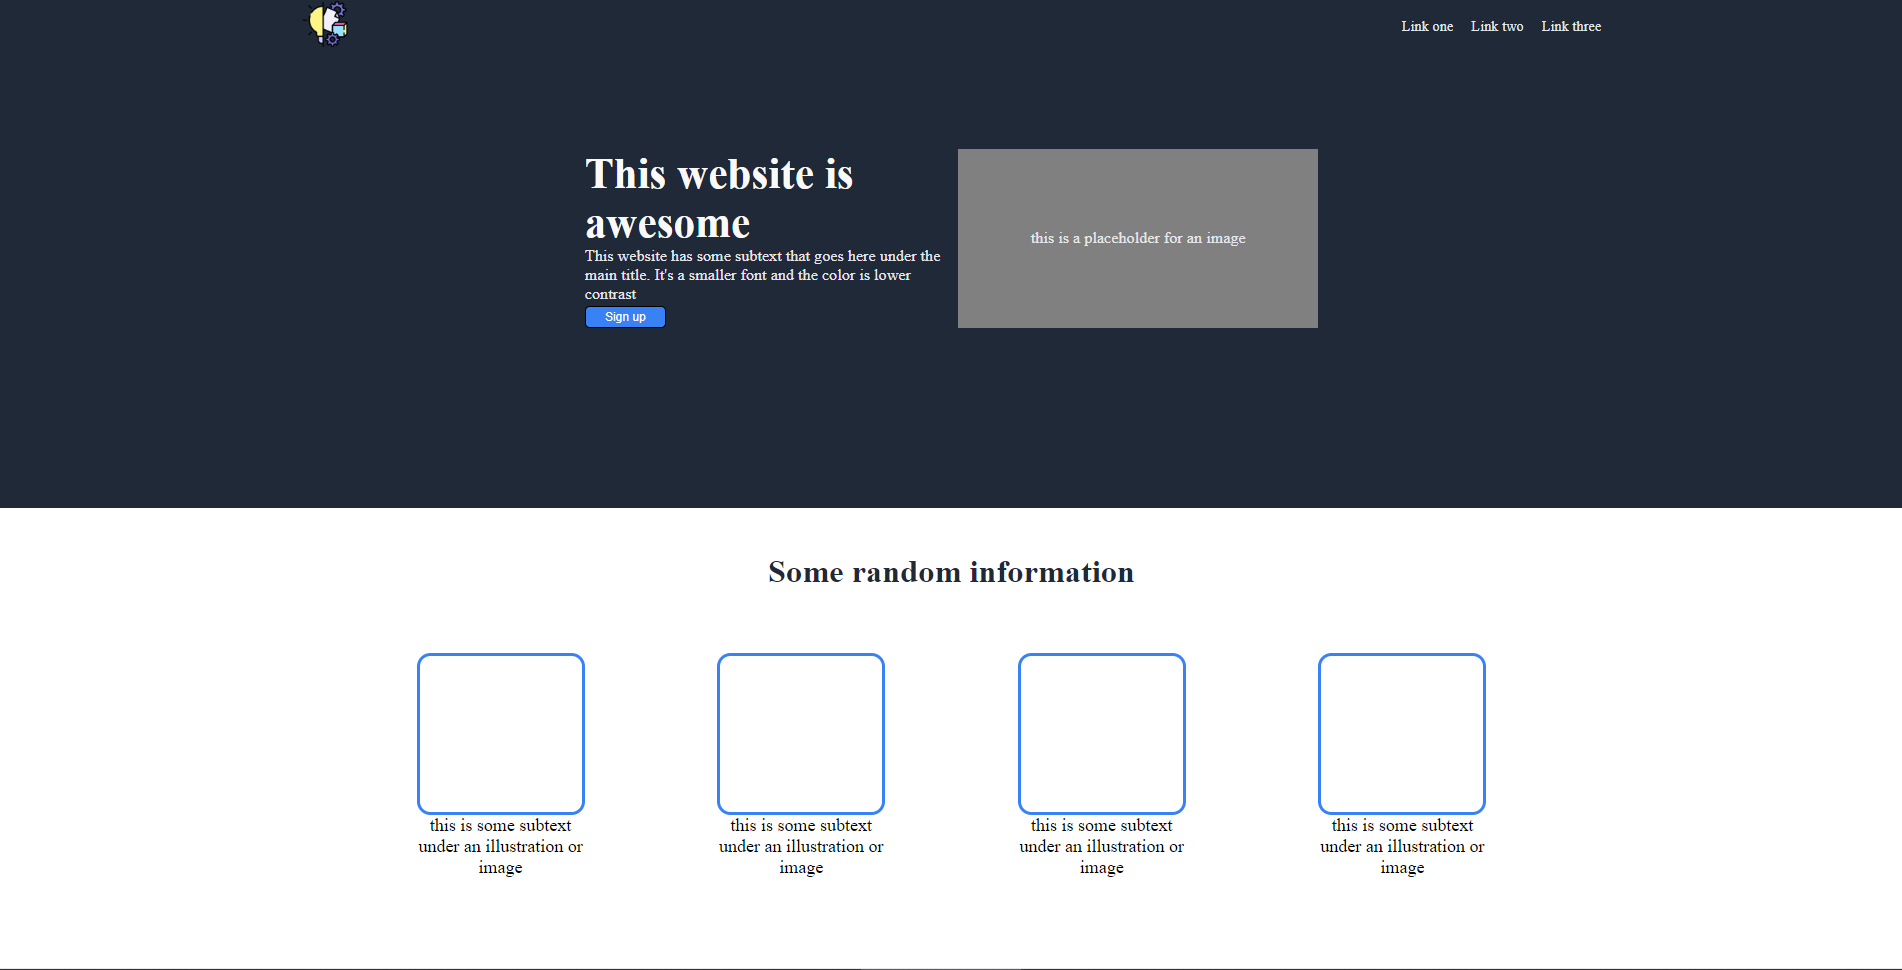 Link one Link two Link three
This website is
awesome
This website has some subtext that goes here under the
main title. It's a smaller font and the color is lower
contrast
Sign up
this is a placeholder for an image
Some random information
this is some subtext
under an illustration or
image
this is some subtext
under an illustration or
image
this is some subtext
under an illustration or
image
this is some subtext
under an illustration or
image